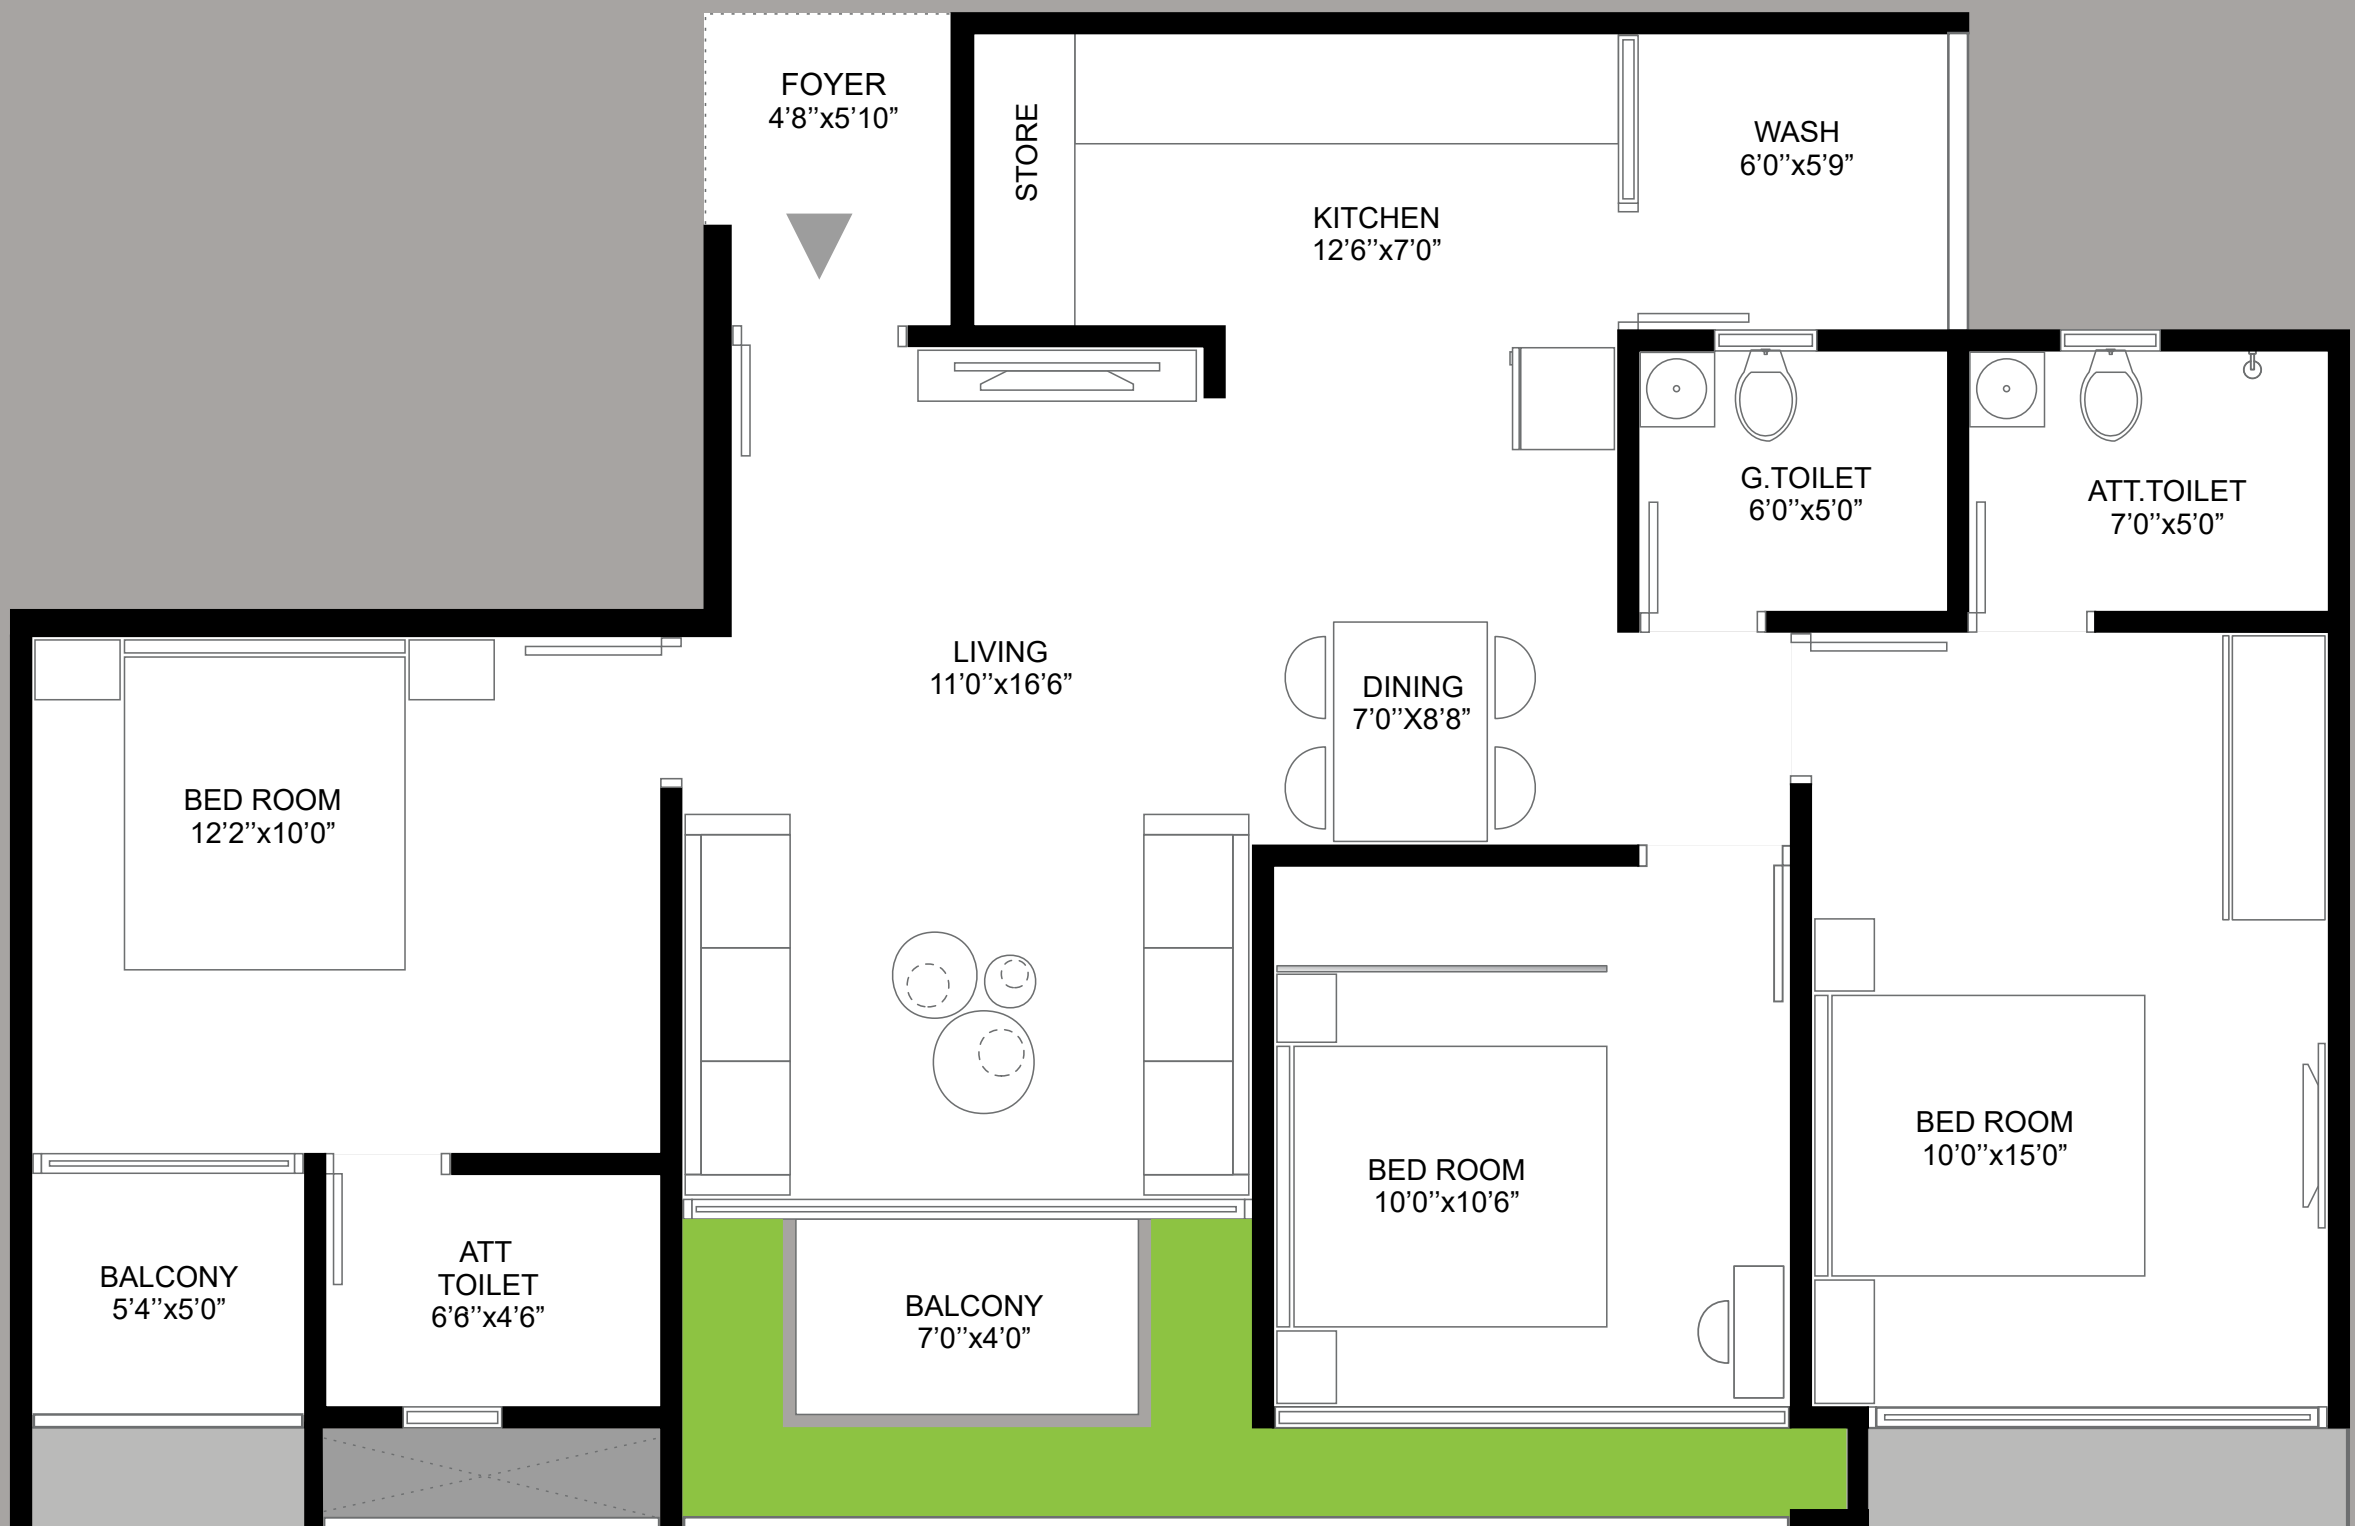 FOYER
4’8’’x5’10”
STORE
WASH
6’0’’x5’9”
KITCHEN
12’6’’x7’0”
G.TOILET
6’0’’x5’0”
ATT.TOILET
7’0’’x5’0”
LIVING
11’0’’x16’6”
DINING
7’0’’X8’8”
BED ROOM
12’2’’x10’0”
BED ROOM
10’0’’x15’0”
BED ROOM
10’0’’x10’6”
ATT
TOILET
6’6’’x4’6”
BALCONY
5’4’’x5’0”
BALCONY
7’0’’x4’0”